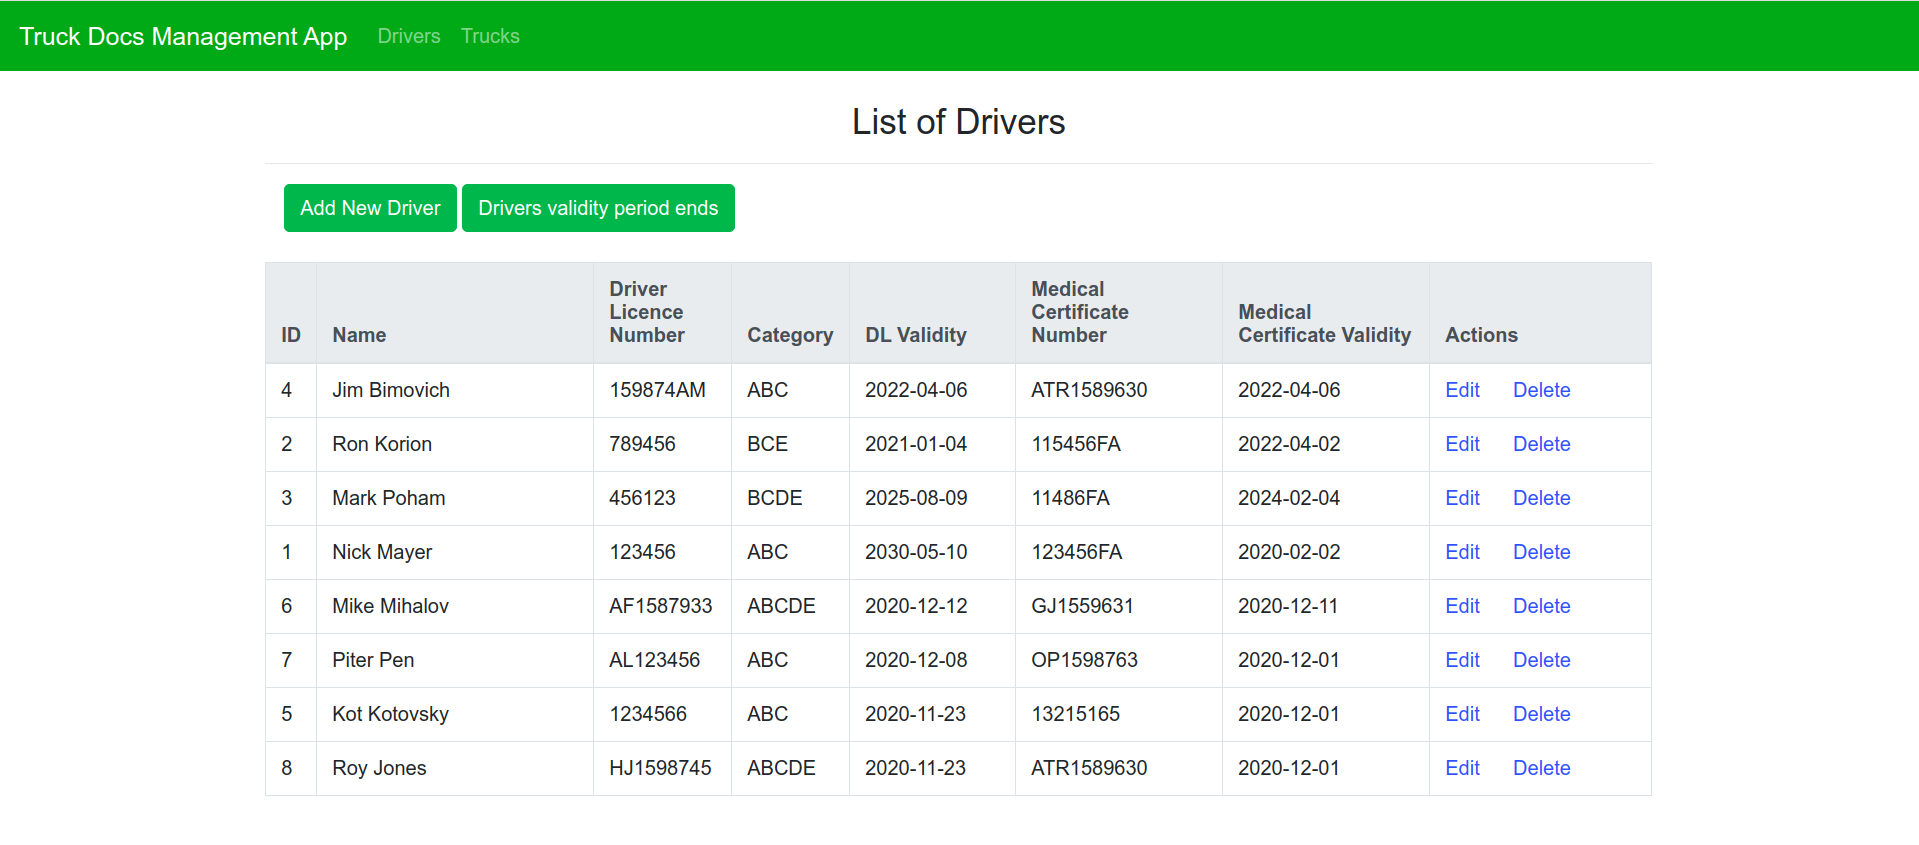 Truck Docs Management App Drivers Trucks
List of Drivers
Add New Driver Drivers validity period ends
ID Name Driver Licence Number Category DL Validity Medical Certificate Number Medical Certificate Validity Actions
4 Jim Bimovich 159874AM ABC 2022-04-06 ATR1589630 2022-04-06 Edit Delete
2 Ron Korion 789456 BCE 2021-01-04 115456FA 2022-04-02 Edit Delete
3 Mark Poham 456123 BCDE 2025-08-09 11486FA 2024-02-04 Edit Delete
1 Nick Mayer 123456 ABC 2030-05-10 123456FA 2020-02-02 Edit Delete
6 Mike Mihalov AF1587933 ABCDE 2020-12-12 GJ1559631 2020-12-11 Edit Delete
7 Piter Pen AL123456 ABC 2020-12-08 OP1598763 2020-12-01 Edit Delete
5 Kot Kotovsky 1234566 ABC 2020-11-23 13215165 2020-12-01 Edit Delete
8 Roy Jones HJ1598745 ABCDE 2020-11-23 ATR1589630 2020-12-01 Edit Delete